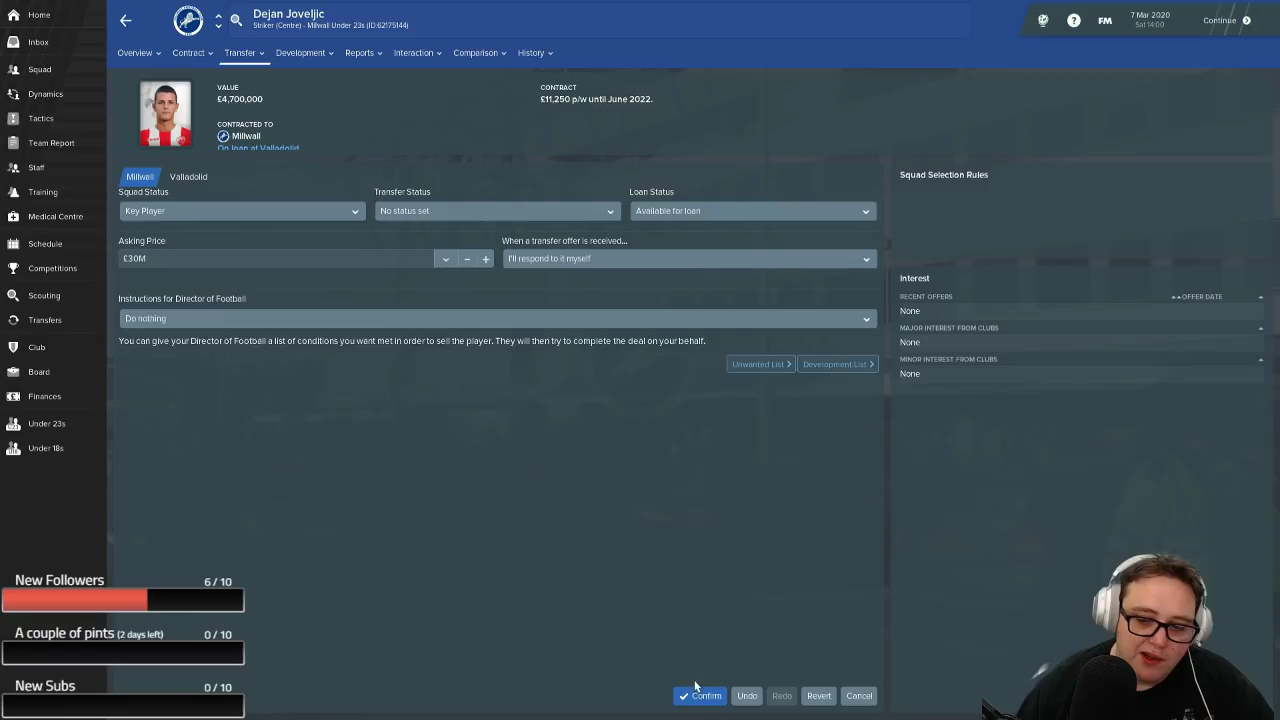 Home
Inbox
Squad
Dynamics
Tactics
Team Report
Staff
Training
Medical Centre
Schedule
Competitions
Scouting
Transfers
Club
Board
Finances
Under 23s
Under 18s
Dejan Joveljic
Striker (Centre) - Millwall Under 23s (ID:62175144)
FM
7 Mar 2020
Sat 14:00
Continue
Overview
Contract
Transfer
Development
Reports
Interaction
Comparison
History
VALUE
£4,700,000
CONTRACTED TO
Millwall
On loan at Valladolid
CONTRACT
£11,250 p/w until June 2022.
Millwall
Valladolid
Squad Status
Transfer Status
Loan Status
Key Player
No status set
Available for loan
Asking Price
When a transfer offer is received...
£30M
I'll respond to it myself
Instructions for Director of Football
Do nothing
You can give your Director of Football a list of conditions you want met in order to sell the player. They will then try to complete the deal on your behalf.
Unwanted List
Development List
Squad Selection Rules
Interest
RECENT OFFERS
OFFER DATE
None
MAJOR INTEREST FROM CLUBS
None
MINOR INTEREST FROM CLUBS
None
New Followers 6 / 10
A couple of pints (2 days left) 0 / 10
New Subs 0 / 10
Confirm
Undo
Redo
Revert
Cancel